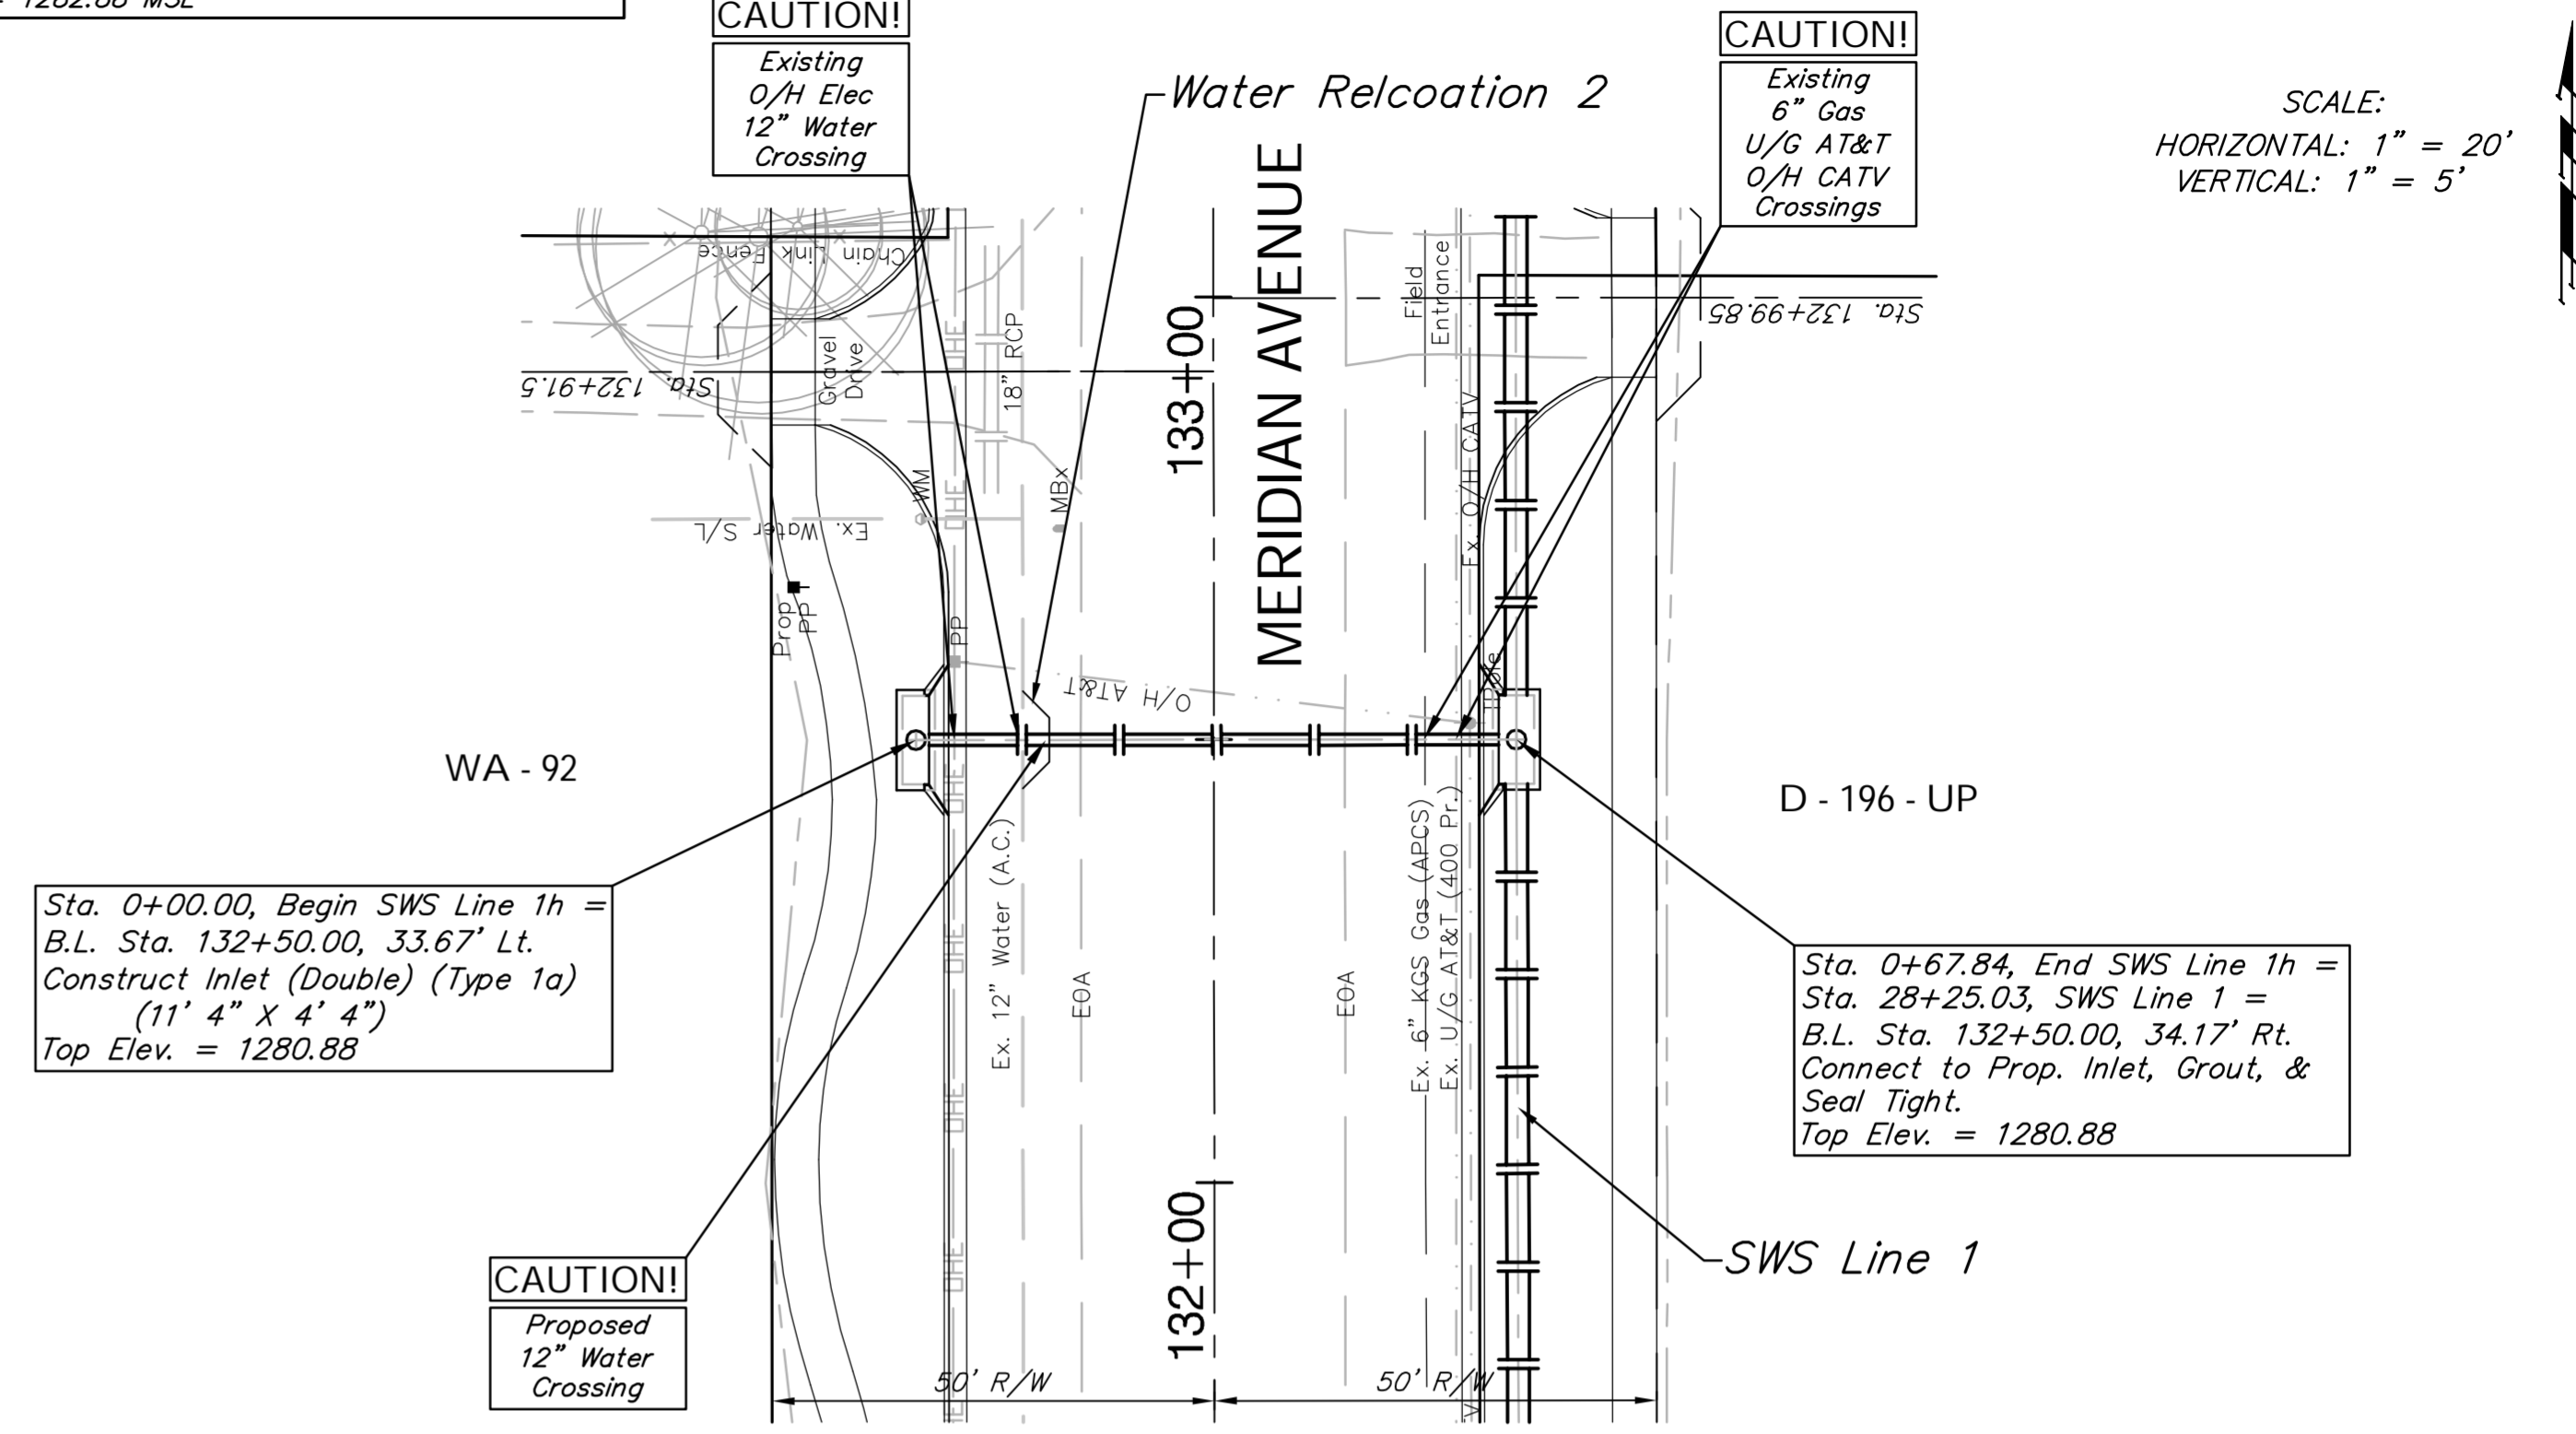 1282.88 MSL
CAUTION!
Existing
O/H Elec
12" Water
Crossing
Water Relcoation 2
CAUTION!
Existing
6" Gas
U/G AT&T
O/H CATV
Crossings
SCALE:
HORIZONTAL: 1" = 20'
VERTICAL: 1" = 5'
MERIDIAN AVENUE
133+00
132+00
Chain Link Fence
Sta. 132+91.5
Gravel
Drive
OHE
18" RCP
Field
Entrance
Sta. 132+99.85
WM
OHE
MBx
Ex. Water S/L
Ex. O/H CATV
Prop
PP
PP
O/H AT&T
WA - 92
D - 196 - UP
OHE
OHE
OHE
OHE
Ex. 12" Water (A.C.)
EOA
EOA
Ex. 6" KGS Gas (APCS)
Ex. U/G AT&T (400 Pr.)
Sta. 0+00.00, Begin SWS Line 1h =
B.L. Sta. 132+50.00, 33.67' Lt.
Construct Inlet (Double) (Type 1a)
(11' 4" X 4' 4")
Top Elev. = 1280.88
Sta. 0+67.84, End SWS Line 1h =
Sta. 28+25.03, SWS Line 1 =
B.L. Sta. 132+50.00, 34.17' Rt.
Connect to Prop. Inlet, Grout, &
Seal Tight.
Top Elev. = 1280.88
SWS Line 1
CAUTION!
Proposed
12" Water
Crossing
50' R/W
50' R/W